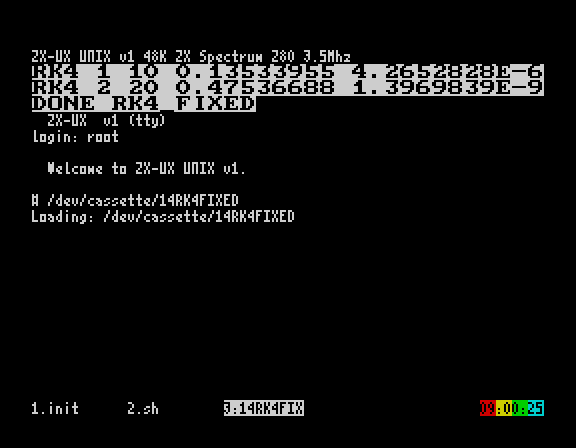 ZX-UX UNIX v1 48K ZX Spectrum Z80 3.5Mhz
RK4 1 10 0.13533955 4.2652828E-6
RK4 2 20 0.47536688 1.3969839E-9
DONE RK4 FIXED
ZX-UX v1 (tty)
login: root
Welcome to ZX-UX UNIX v1.
# /dev/cassette/14RK4FIXED
Loading: /dev/cassette/14RK4FIXED
1.init 2.sh 3.14RK4FIX 09:00:25